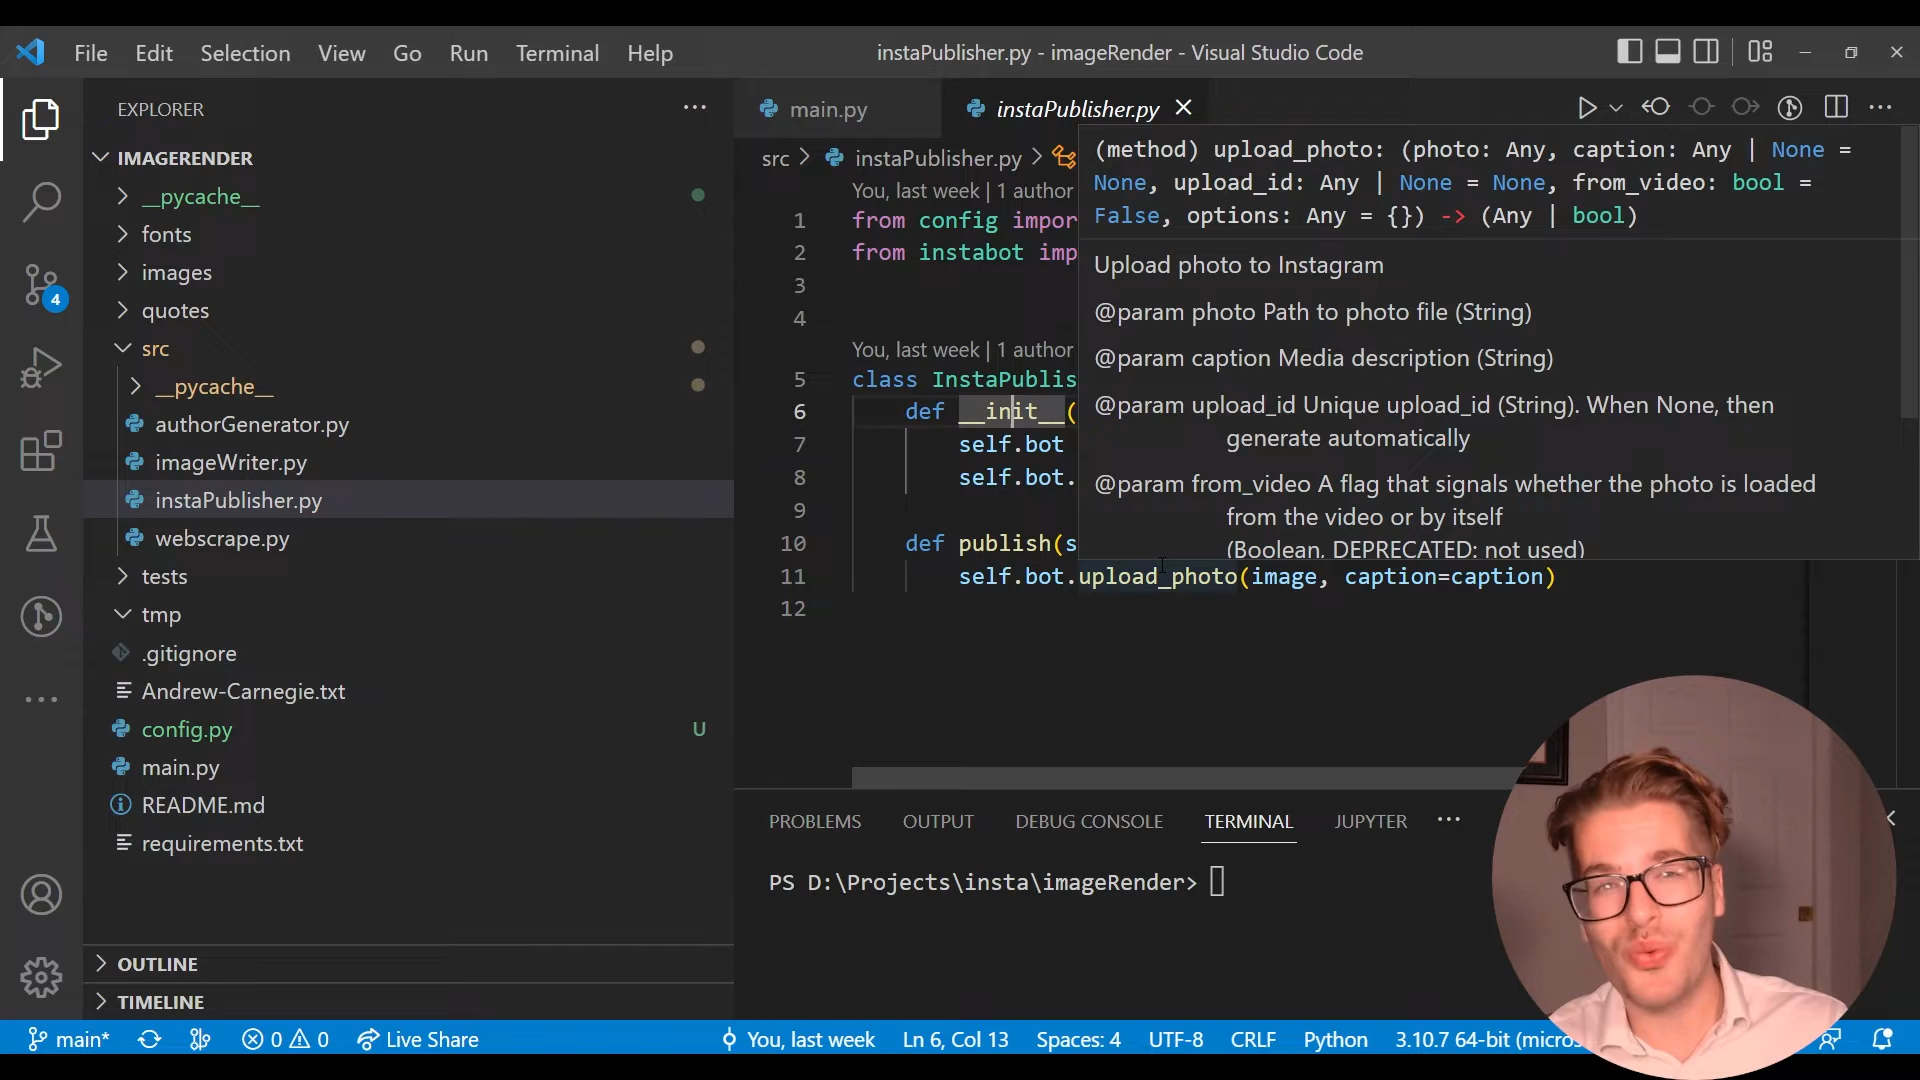 File Edit Selection View Go Run Terminal Help
instaPublisher.py - imageRender - Visual Studio Code
EXPLORER
IMAGERENDER
__pycache__
fonts
images
quotes
src
__pycache__
authorGenerator.py
imageWriter.py
instaPublisher.py
webscrape.py
tests
tmp
.gitignore
Andrew-Carnegie.txt
config.py U
main.py
README.md
requirements.txt
OUTLINE
TIMELINE
4
main.py instaPublisher.py
src > instaPublisher.py >
You, last week | 1 author
1 from config impor
2 from instabot imp
3
4
You, last week | 1 author
5 class InstaPublis
6 def __init__(
7 self.bot
8 self.bot.
9
10 def publish(s
11 self.bot.upload_photo(image, caption=caption)
12
(method) upload_photo: (photo: Any, caption: Any | None =
None, upload_id: Any | None = None, from_video: bool =
False, options: Any = {}) -> (Any | bool)
Upload photo to Instagram
@param photo Path to photo file (String)
@param caption Media description (String)
@param upload_id Unique upload_id (String). When None, then
generate automatically
@param from_video A flag that signals whether the photo is loaded
from the video or by itself
(Boolean, DEPRECATED: not used)
PROBLEMS OUTPUT DEBUG CONSOLE TERMINAL JUPYTER
PS D:\Projects\insta\imageRender>
main* 0 0 Live Share You, last week Ln 6, Col 13 Spaces: 4 UTF-8 CRLF Python 3.10.7 64-bit (micros